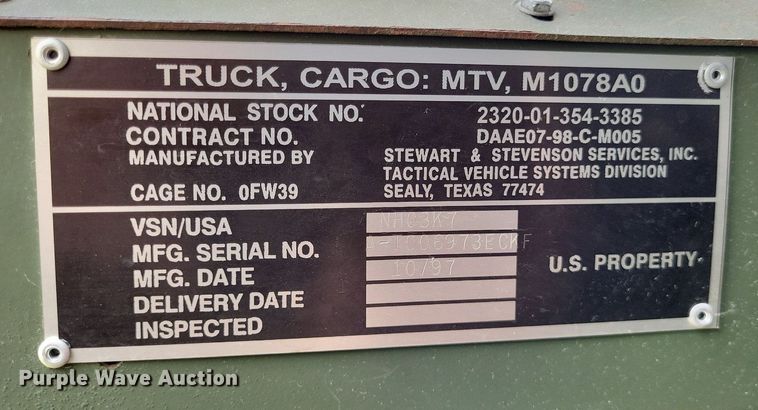 TRUCK, CARGO: MTV, M1078A0
NATIONAL STOCK NO. 2320-01-354-3385
CONTRACT NO. DAAE07-98-C-M005
MANUFACTURED BY STEWART & STEVENSON SERVICES, INC.
TACTICAL VEHICLE SYSTEMS DIVISION
CAGE NO. 0FW39 SEALY, TEXAS 77474
VSN/USA
MFG. SERIAL NO.
MFG. DATE 10/97
U.S. PROPERTY
DELIVERY DATE
INSPECTED
Purple Wave Auction